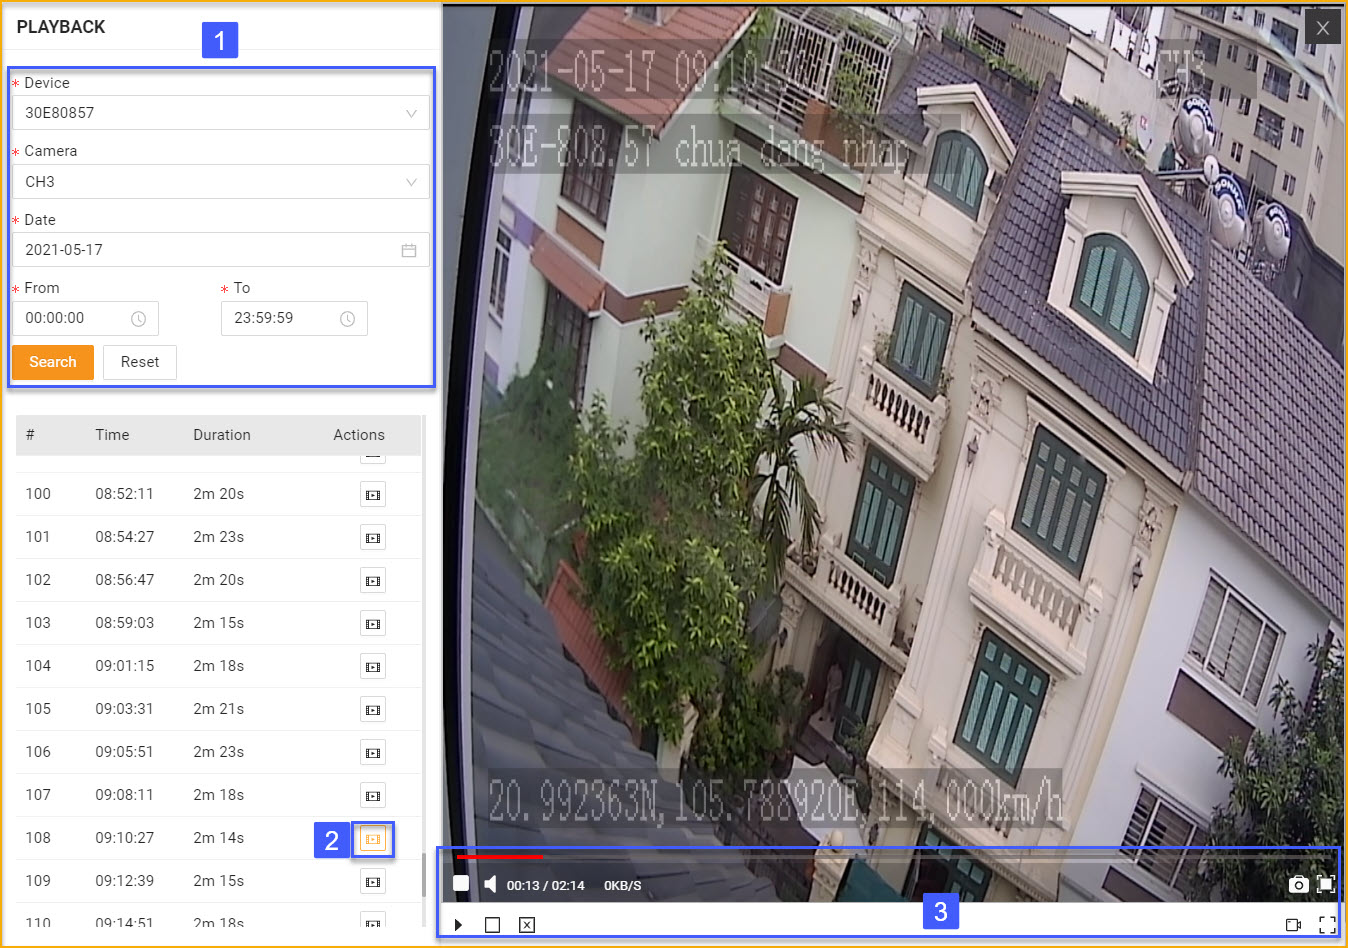 PLAYBACK
1
* Device
30E80857
* Camera
CH3
* Date
2021-05-17
* From * To
00:00:00 23:59:59
Search Reset
# Time Duration Actions
100 08:52:11 2m 20s
101 08:54:27 2m 23s
102 08:56:47 2m 20s
103 08:59:03 2m 15s
104 09:01:15 2m 18s
105 09:03:31 2m 21s
106 09:05:51 2m 23s
107 09:08:11 2m 18s
108 09:10:27 2m 14s
2
109 09:12:39 2m 15s
110 09:14:51 2m 18s
X
2021-05-17 09:10:38 CH3
30E-808.57 chua dang nhap
20.992363N,105.788920E,114,000km/h
00:13 / 02:14 0KB/S
3